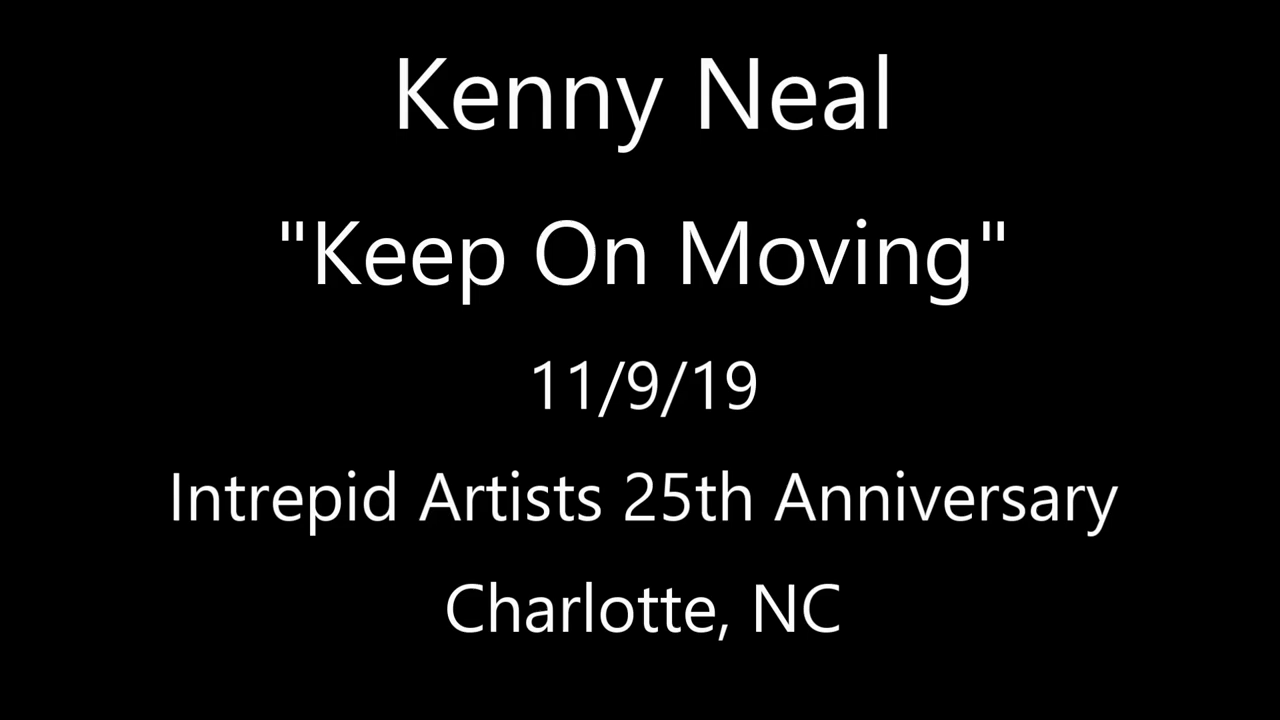 Kenny Neal
"Keep On Moving"
11/9/19
Intrepid Artists 25th Anniversary
Charlotte, NC